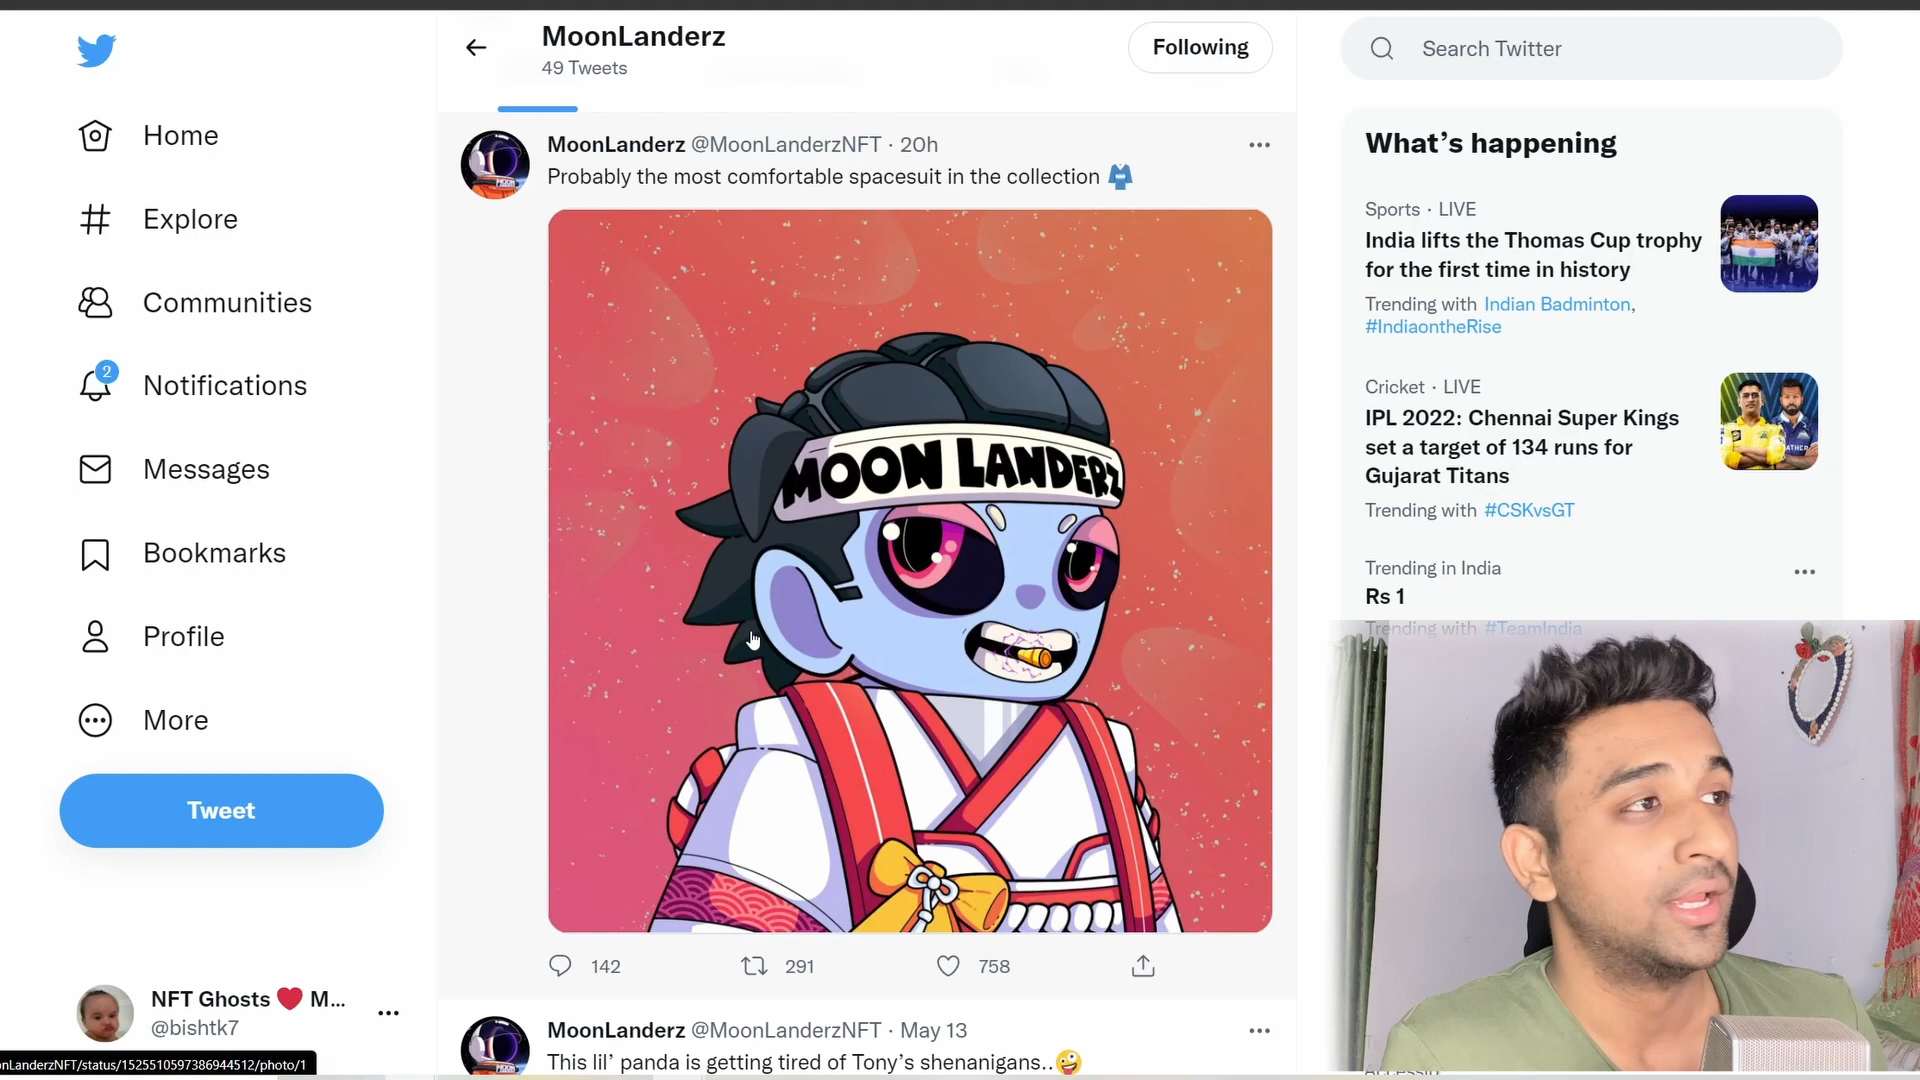 MoonLanderz
49 Tweets
Following
Search Twitter
Home
Explore
Communities
2
Notifications
Messages
Bookmarks
Profile
More
Tweet
NFT Ghosts ❤️ M...
@bishtk7
onLanderzNFT/status/1525510597386944512/photo/1
MoonLanderz @MoonLanderzNFT · 20h
Probably the most comfortable spacesuit in the collection 🥋
MOON LANDERZ
142
291
758
MoonLanderz @MoonLanderzNFT · May 13
This lil’ panda is getting tired of Tony’s shenanigans..🤪
What’s happening
Sports · LIVE
India lifts the Thomas Cup trophy
for the first time in history
Trending with Indian Badminton,
#IndiaontheRise
Cricket · LIVE
IPL 2022: Chennai Super Kings
set a target of 134 runs for
Gujarat Titans
Trending with #CSKvsGT
Trending in India
Rs 1
Trending with #TeamIndia